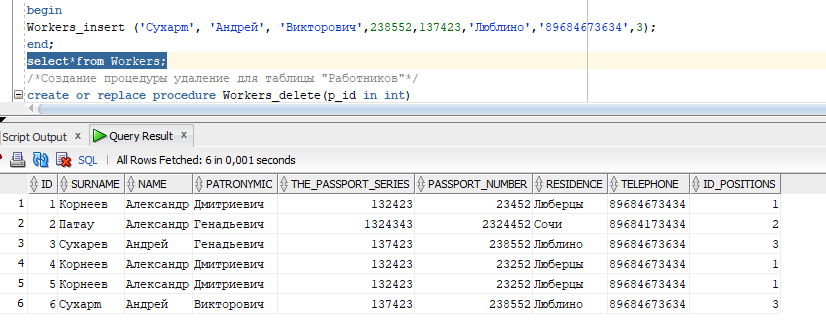 begin
Workers_insert ('Сухарт', 'Андрей', 'Викторович',238552,137423,'Люблино','89684673634',3);
end;
select*from Workers;
/*Создание процедуры удаление для таблицы "Работников"*/
create or replace procedure Workers_delete(p_id in int)
Script Output x Query Result x
SQL | All Rows Fetched: 6 in 0,001 seconds
ID SURNAME NAME PATRONYMIC THE_PASSPORT_SERIES PASSPORT_NUMBER RESIDENCE TELEPHONE ID_POSITIONS
1 1 Корнеев Александр Дмитриевич 132423 23452 Люберцы 89684673434 1
2 2 Патау Александр Генадьевич 1324343 2324452 Сочи 89684173434 2
3 3 Сухарев Андрей Генадьевич 137423 238552 Люблино 89684673634 3
4 4 Корнеев Александр Дмитриевич 132423 23252 Люберцы 89684673434 1
5 5 Корнеев Александр Дмитриевич 132423 23252 Люберцы 89684673434 1
6 6 Сухарт Андрей Викторович 137423 238552 Люблино 89684673634 3